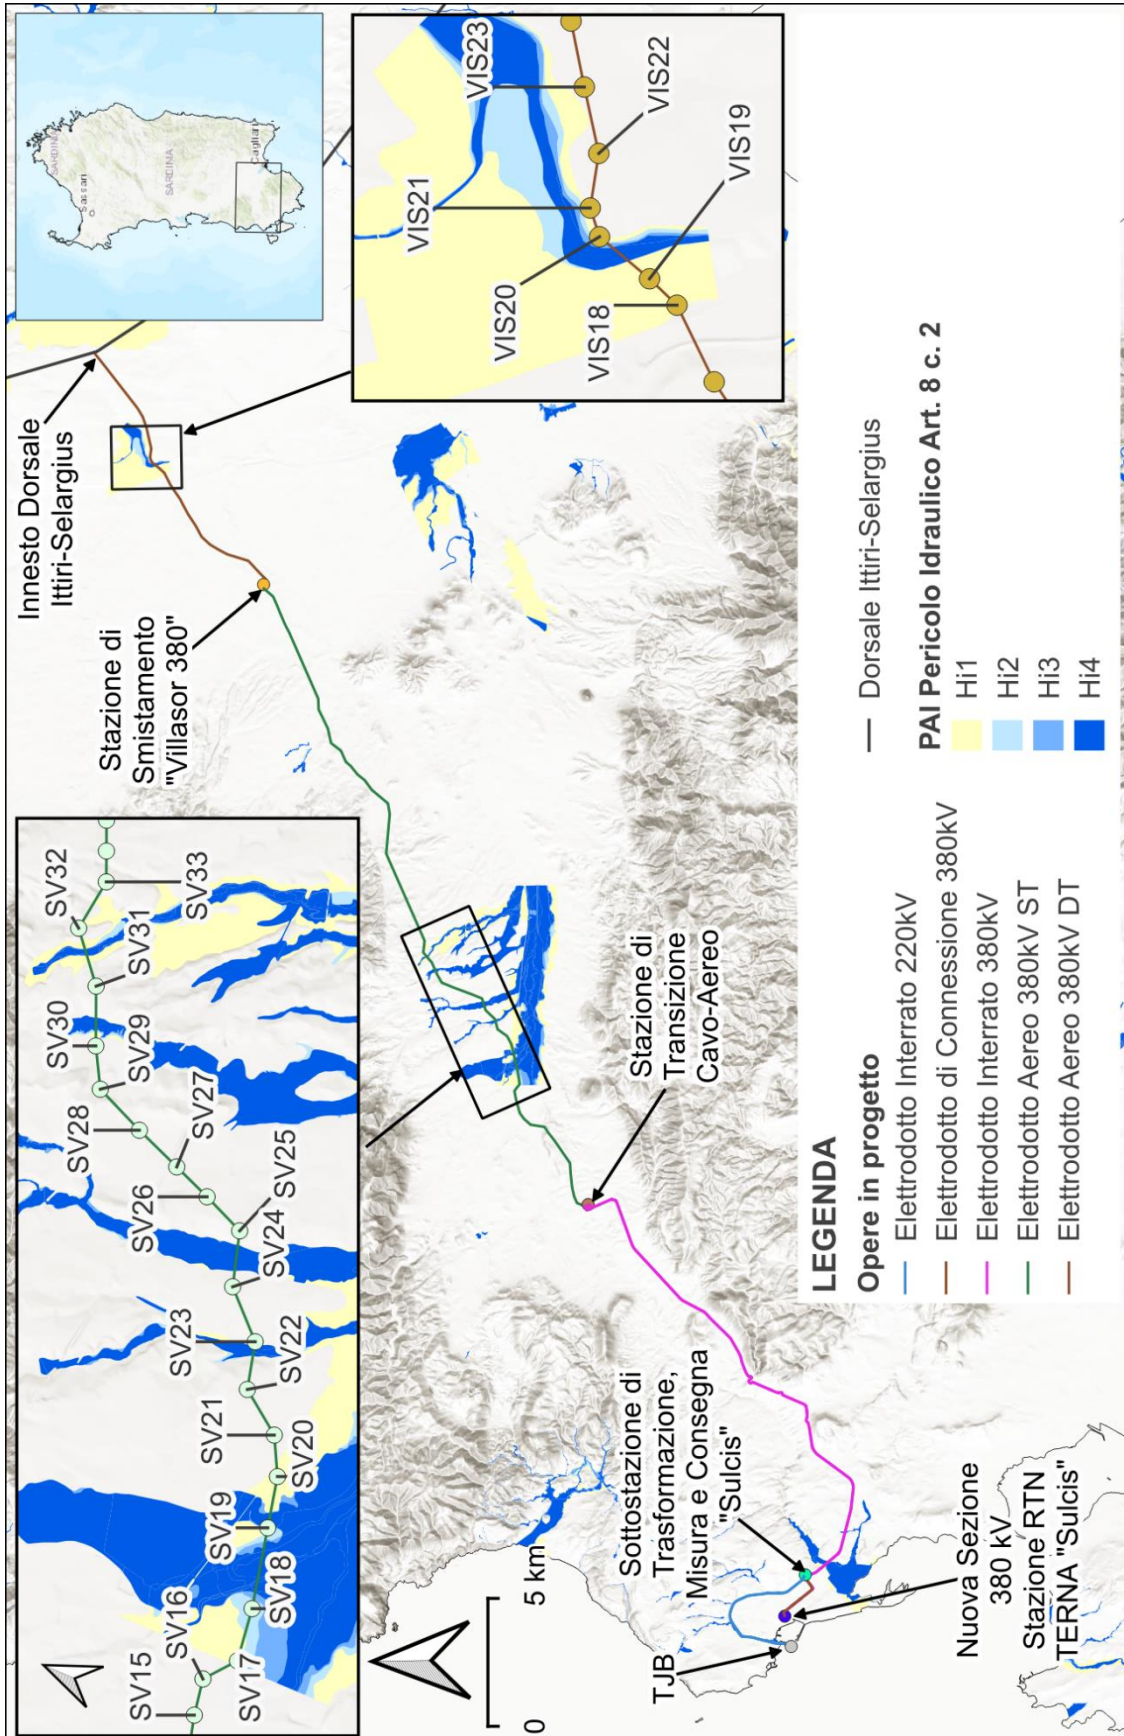 SV15
SV16
SV17
SV18
SV19
SV20
SV21
SV22
SV23
SV24
SV25
SV26
SV27
SV28
SV29
SV30
SV31
SV32
SV33
Innesto Dorsale
Ittiri-Selargius
Stazione di
Smistamento
"Villasor 380"
SARDINA
Sassari
SARDINA
Cagliari
VIS18
VIS19
VIS20
VIS21
VIS22
VIS23
0
5 km
TJB
Sottostazione di
Trasformazione,
Misura e Consegna
"Sulcis"
Nuova Sezione
380 kV
Stazione RTN
TERNA "Sulcis"
Stazione di
Transizione
Cavo-Aereo
LEGENDA
Opere in progetto
Elettrodotto Interrato 220kV
Elettrodotto di Connessione 380kV
Elettrodotto Interrato 380kV
Elettrodotto Aereo 380kV ST
Elettrodotto Aereo 380kV DT
Dorsale Ittiri-Selargius
PAI Pericolo Idraulico Art. 8 c. 2
Hi1
Hi2
Hi3
Hi4